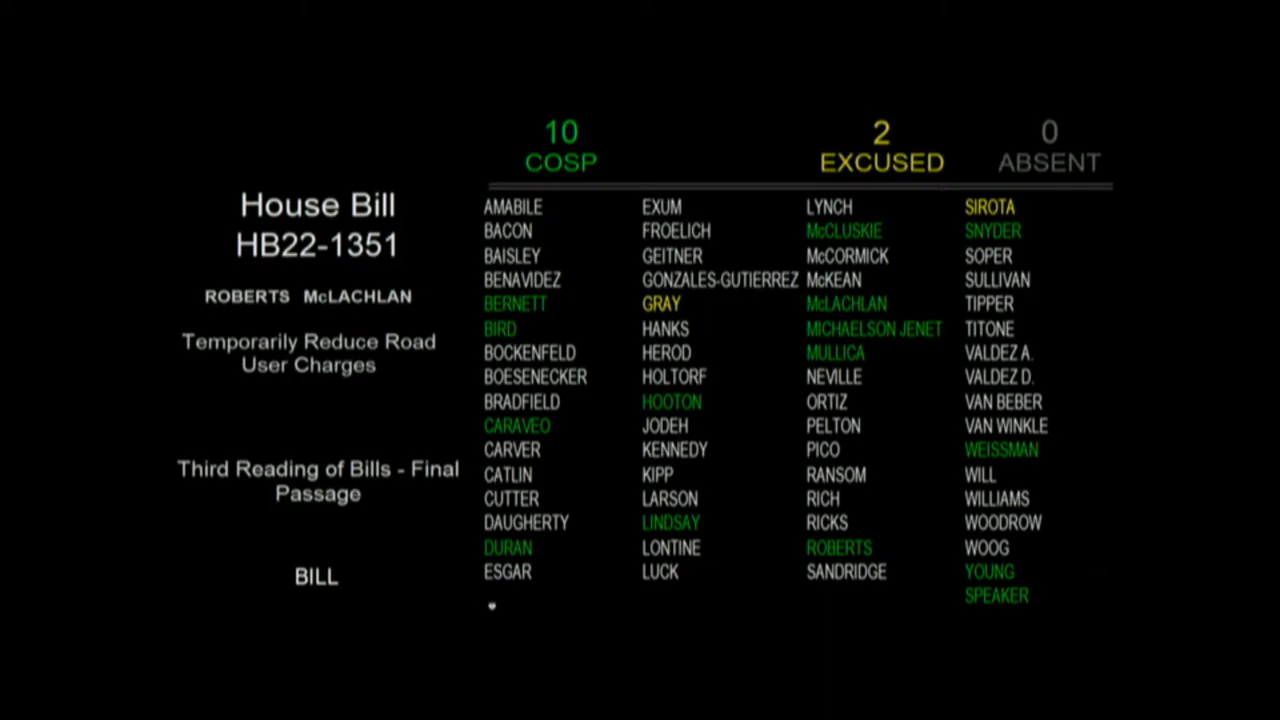 10
COSP
2
EXCUSED
0
ABSENT
House Bill
HB22-1351
ROBERTS McLACHLAN
Temporarily Reduce Road
User Charges
Third Reading of Bills - Final
Passage
BILL
AMABILE
BACON
BAISLEY
BENAVIDEZ
BERNETT
BIRD
BOCKENFELD
BOESENECKER
BRADFIELD
CARAVEO
CARVER
CATLIN
CUTTER
DAUGHERTY
DURAN
ESGAR
EXUM
FROELICH
GEITNER
GONZALES-GUTIERREZ
GRAY
HANKS
HEROD
HOLTORF
HOOTON
JODEH
KENNEDY
KIPP
LARSON
LINDSAY
LONTINE
LUCK
LYNCH
McCLUSKIE
McCORMICK
McKEAN
McLACHLAN
MICHAELSON JENET
MULLICA
NEVILLE
ORTIZ
PELTON
PICO
RANSOM
RICH
RICKS
ROBERTS
SANDRIDGE
SIROTA
SNYDER
SOPER
SULLIVAN
TIPPER
TITONE
VALDEZ A.
VALDEZ D.
VAN BEBER
VAN WINKLE
WEISSMAN
WILL
WILLIAMS
WOODROW
WOOG
YOUNG
SPEAKER